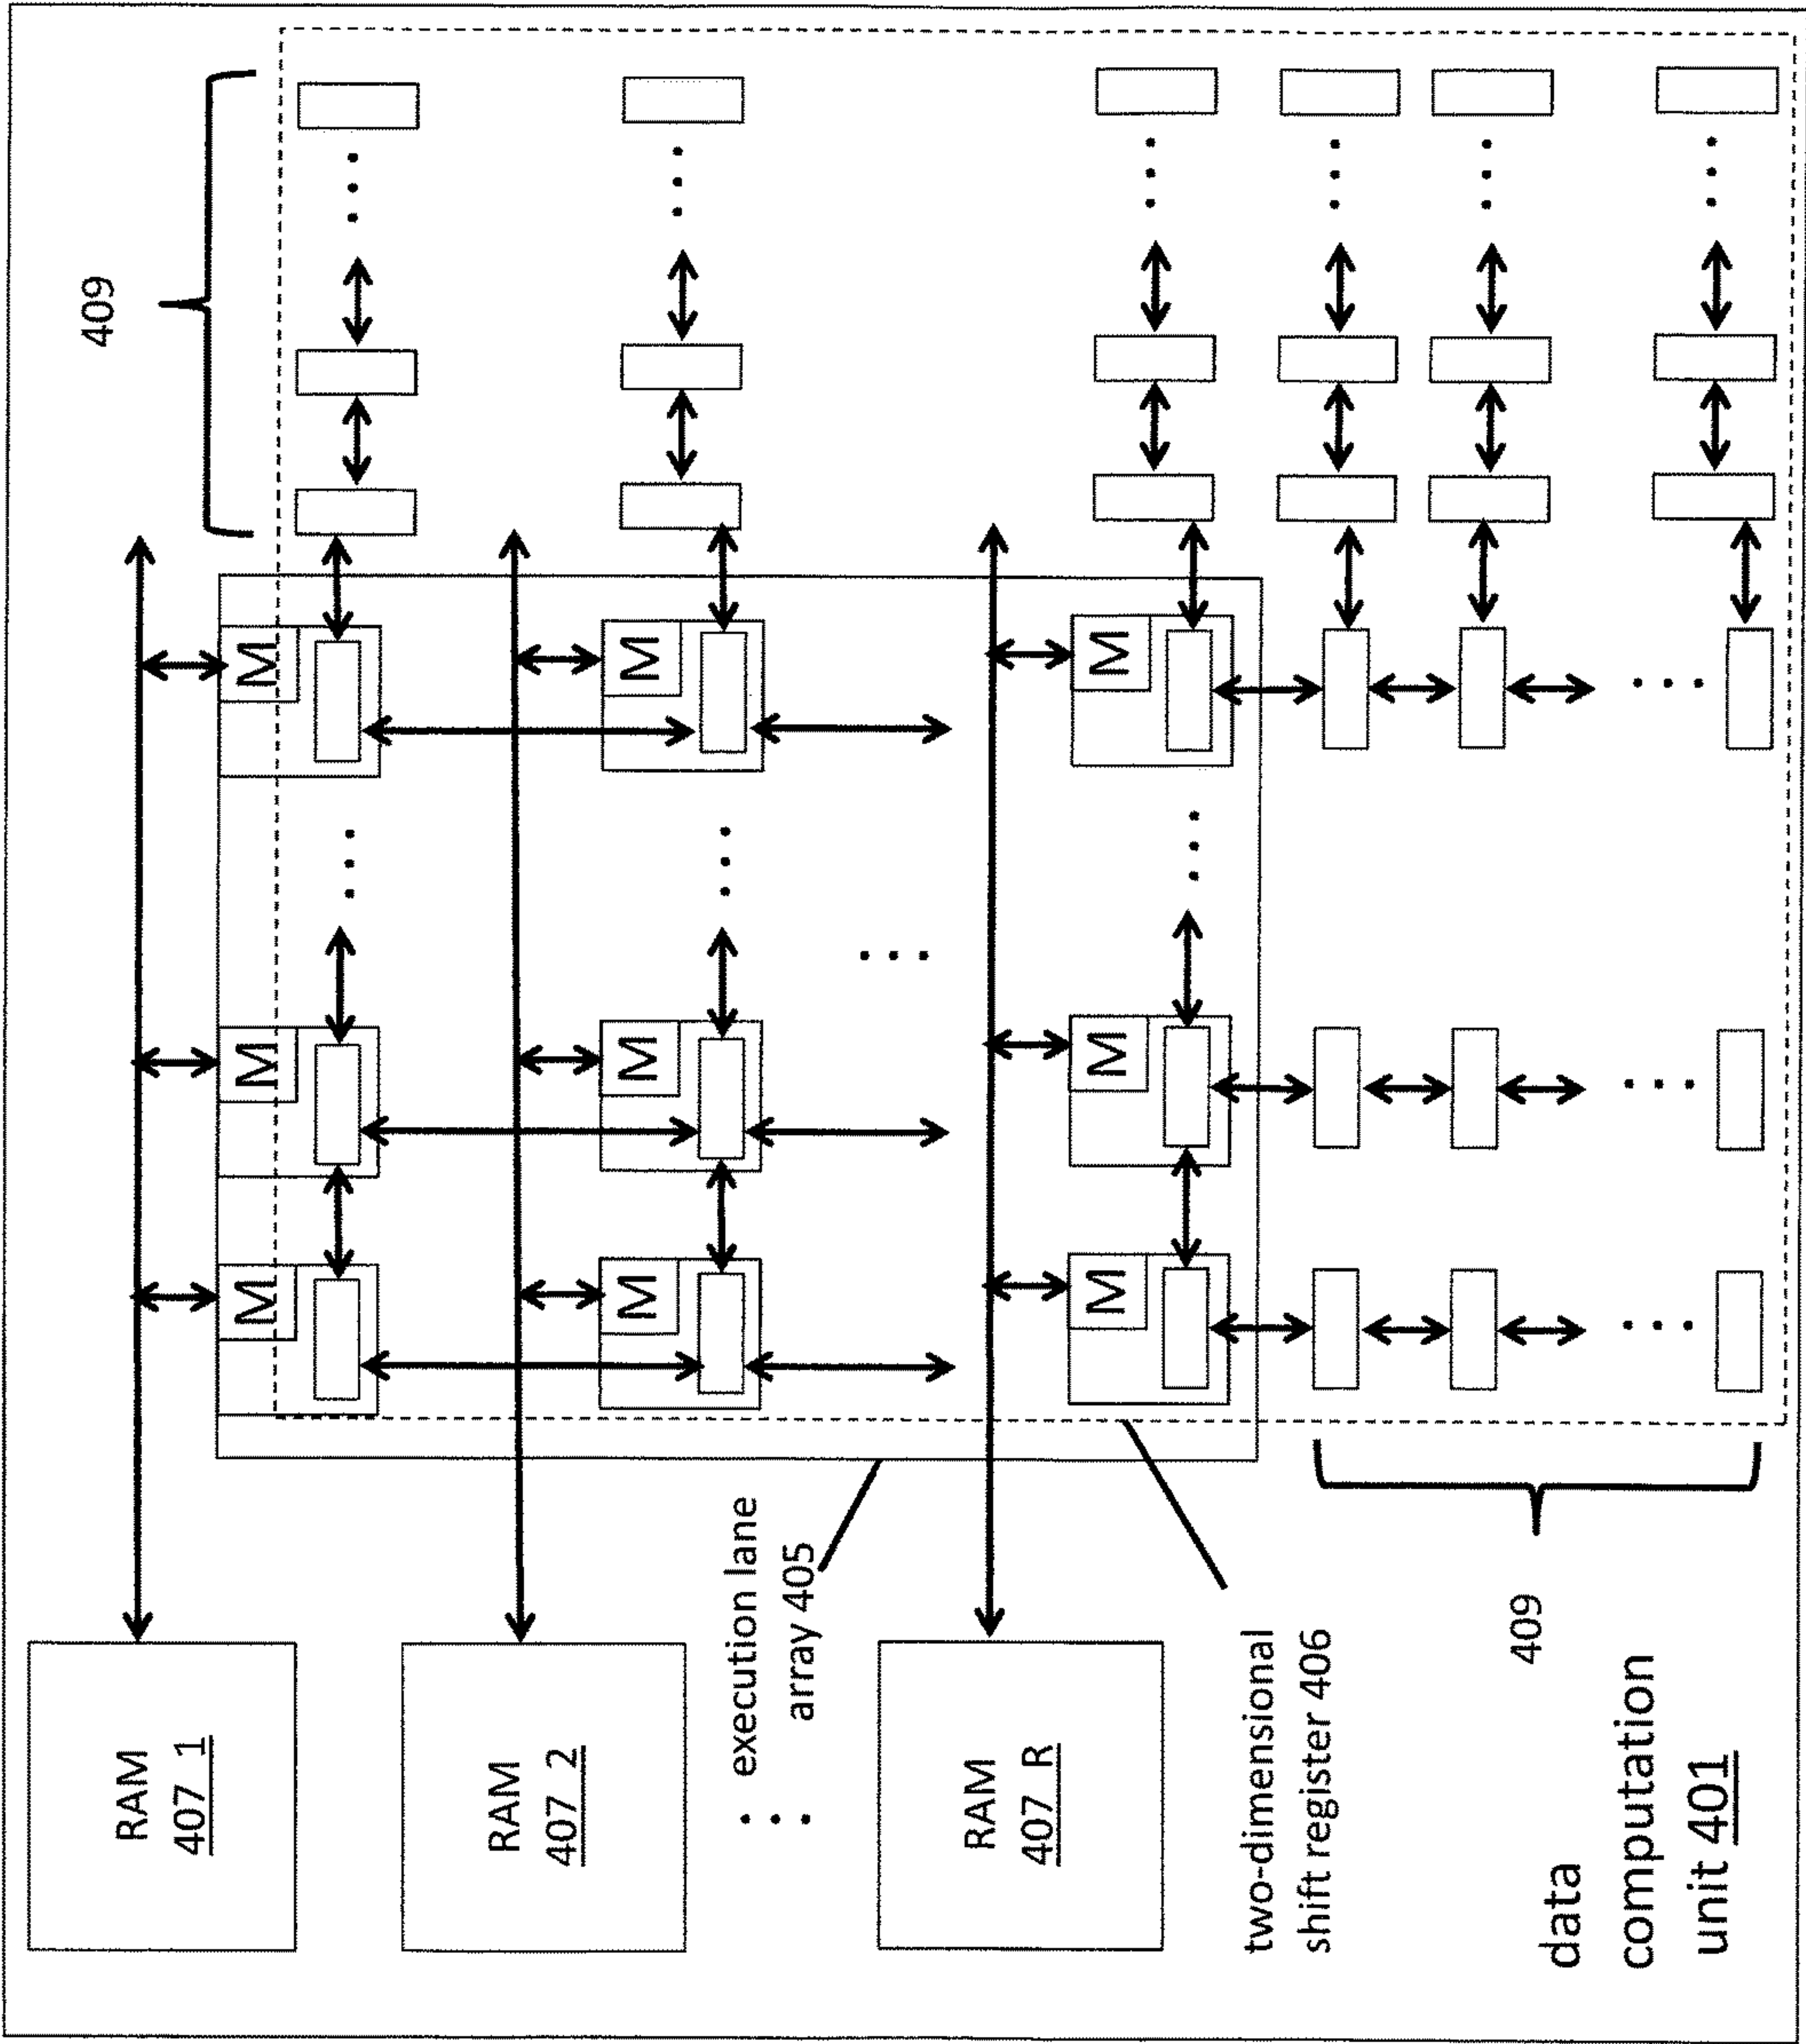 409
RAM
407_1
M M M
RAM
407_2
M M M
. . .
execution lane
array 405
RAM
407_R
M M M
two-dimensional
shift register 406
409
data
computation
unit 401